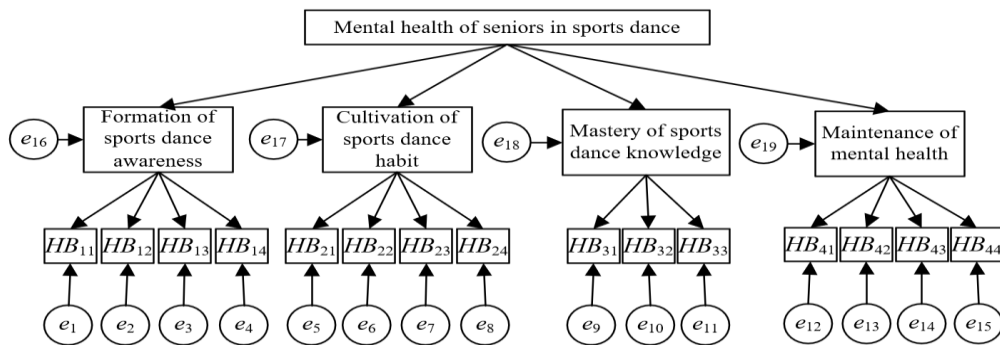 Mental health of seniors in sports dance
e16
Formation of
sports dance
awareness
e17
Cultivation of
sports dance
habit
e18
Mastery of sports
dance knowledge
e19
Maintenance of
mental health
HB11 HB12 HB13 HB14 HB21 HB22 HB23 HB24 HB31 HB32 HB33 HB41 HB42 HB43 HB44
e1 e2 e3 e4 e5 e6 e7 e8 e9 e10 e11 e12 e13 e14 e15